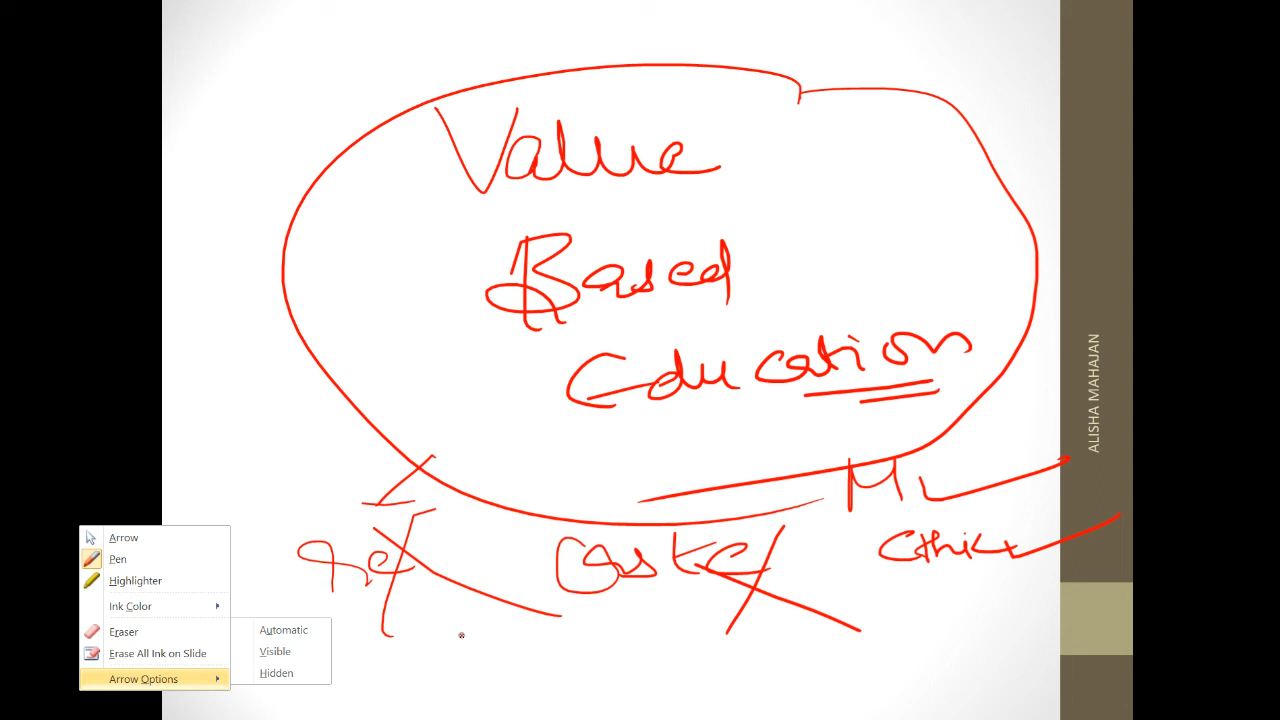 Value
Based
Education
Caste
Ethics
ALISHA MAHAJAN
Arrow
Pen
Highlighter
Ink Color
Eraser
Erase All Ink on Slide
Arrow Options
Automatic
Visible
Hidden